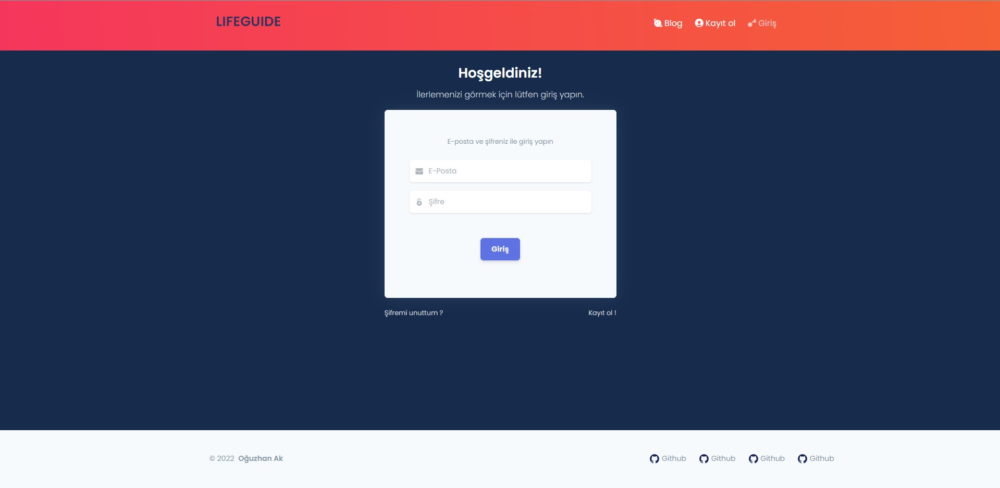 LIFEGUIDE
Blog Kayıt ol Giriş
Hoşgeldiniz!
İlerlemenizi görmek için lütfen giriş yapın.
E-posta ve şifreniz ile giriş yapın
E-Posta
Şifre
Giriş
Şifremi unuttum ? Kayıt ol !
© 2022 Oğuzhan Ak Github Github Github Github